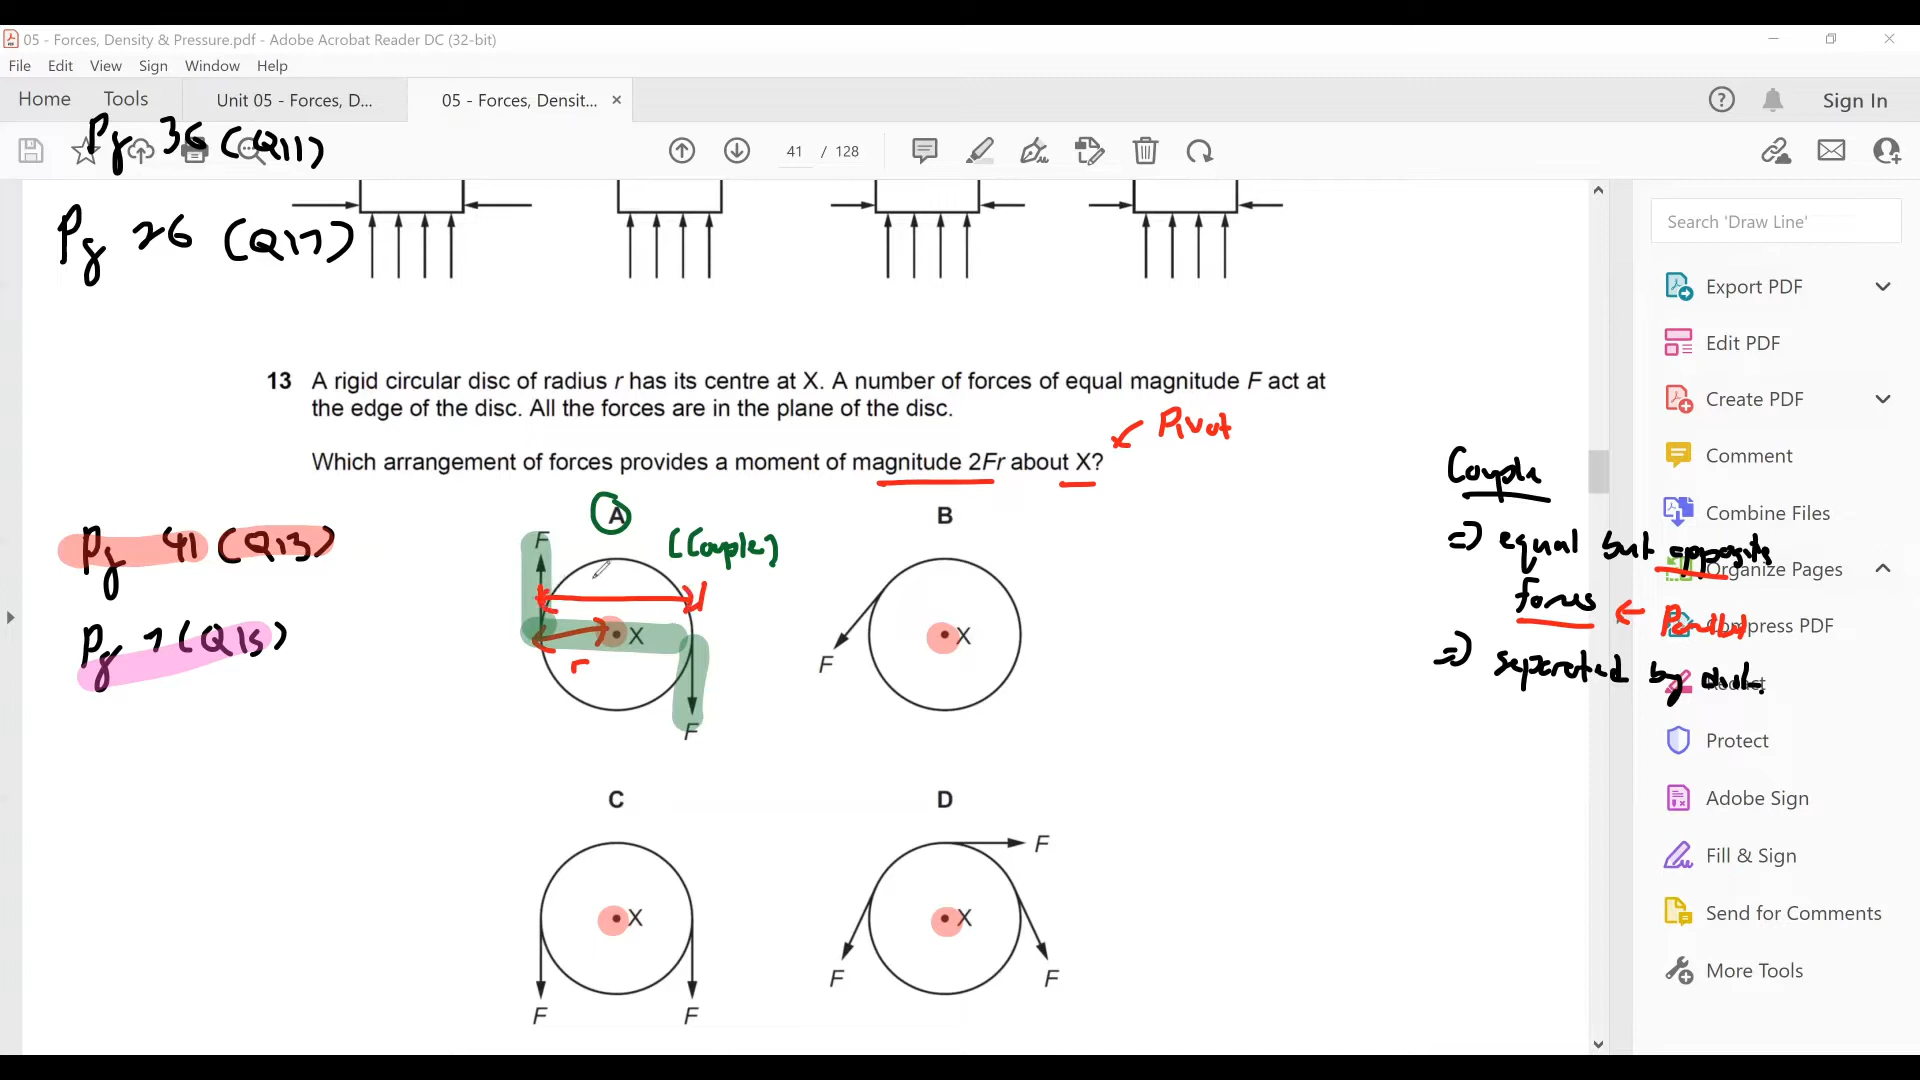 05 - Forces, Density & Pressure.pdf - Adobe Acrobat Reader DC (32-bit)
File Edit View Sign Window Help
Home Tools Unit 05 - Forces, D... 05 - Forces, Densit... × Sign In
Pg 36 (Q11)
41 / 128
Pg 26 (Q17)
Search 'Draw Line'
Export PDF
Edit PDF
Create PDF
Comment
Combine Files
Organize Pages
Compress PDF
Redact
Protect
Adobe Sign
Fill & Sign
Send for Comments
More Tools
13 A rigid circular disc of radius r has its centre at X. A number of forces of equal magnitude F act at
the edge of the disc. All the forces are in the plane of the disc.
Pivot
Which arrangement of forces provides a moment of magnitude 2Fr about X?
A B
F (Couple)
Pg 41 (Q13)
d
X X
r F
Pg 7 (Q15)
F
C D
F
X X
F F
F F
Couple
=> equal but opposite
forces ← Parallel
=> separated by dist.